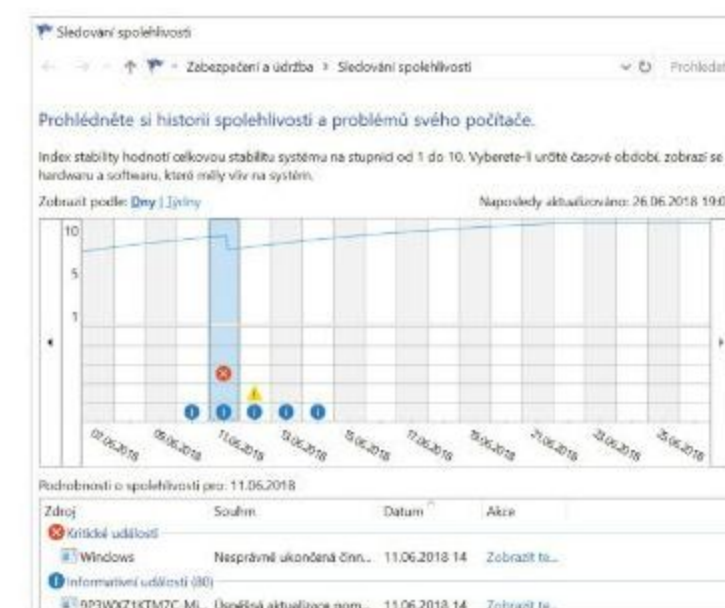 Sledování spolehlivosti
Zabezpečení a údržba › Sledování spolehlivosti Prohledat
Prohlédněte si historii spolehlivosti a problémů svého počítače.
Index stability hodnotí celkovou stabilitu systému na stupnici od 1 do 10. Vyberete-li určité časové období, zobrazí se
hardwaru a softwaru, které měly vliv na systém.
Zobrazit podle: Dny | Týdny Naposledy aktualizováno: 26.06.2018 19:0
10
5
1
07.06.2018 09.06.2018 11.06.2018 13.06.2018 15.06.2018 17.06.2018 19.06.2018 21.06.2018 23.06.2018 25.06.2018
Podrobnosti o spolehlivosti pro: 11.06.2018
Zdroj Souhrn Datum Akce
Kritické události
Windows Nesprávně ukončená činn... 11.06.2018 14 Zobrazit te...
Informativní události (80)
9P3WXZ1KTM7C-Mi... Úspěšná aktualizace pom... 11.06.2018 14 Zobrazit te...